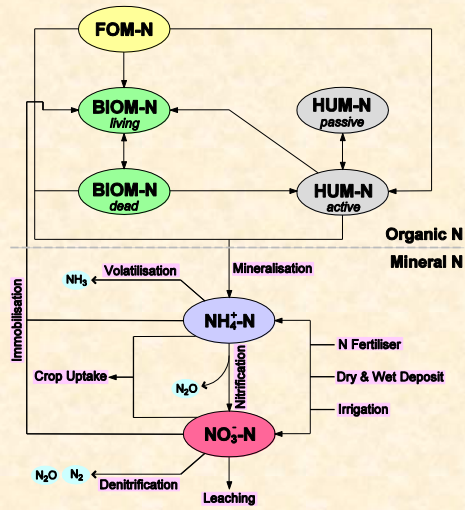 FOM-N
BIOM-N
living
HUM-N
passive
BIOM-N
dead
HUM-N
active
Organic N
Mineral N
Immobilisation
Volatilisation
Mineralisation
NH₃
NH₄⁺-N
N Fertiliser
Crop Uptake
Nitrification
Dry & Wet Deposit
N₂O
Irrigation
NO₃⁻-N
N₂O N₂
Denitrification
Leaching